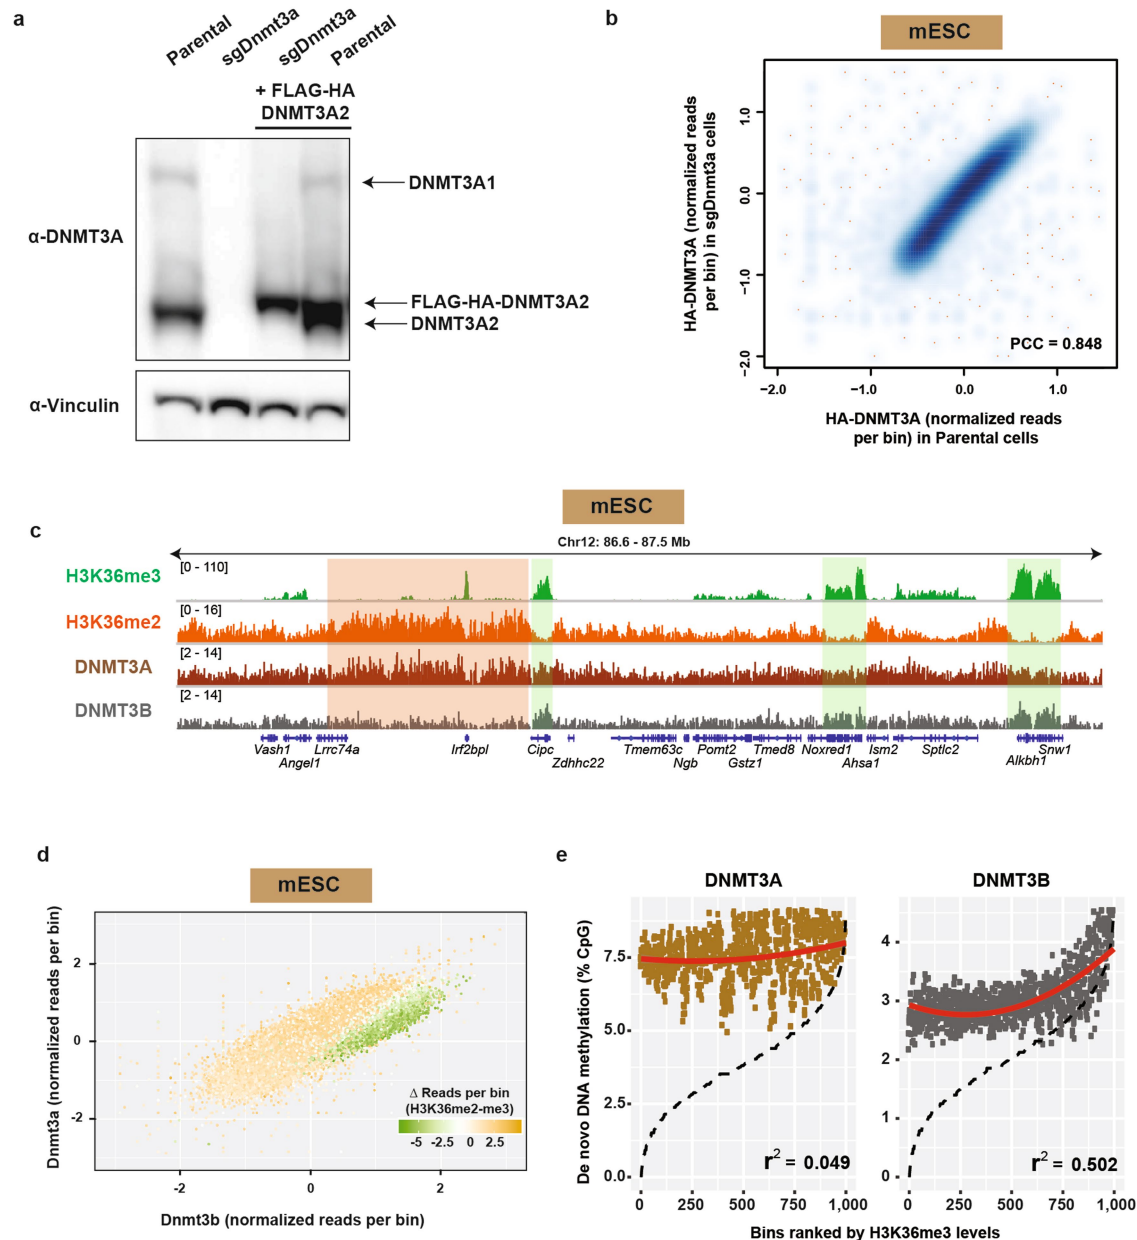 a
Parental
sgDnmt3a
sgDnmt3a
Parental
+ FLAG-HA
DNMT3A2
α-DNMT3A
DNMT3A1
FLAG-HA-DNMT3A2
DNMT3A2
α-Vinculin
b
mESC
HA-DNMT3A (normalized reads
per bin) in sgDnmt3a cells
1.0
0.0
−1.0
−2.0
PCC = 0.848
−2.0
−1.0
0.0
1.0
HA-DNMT3A (normalized reads
per bin) in Parental cells
c
mESC
Chr12: 86.6 - 87.5 Mb
H3K36me3
[0 - 110]
H3K36me2
[0 - 16]
DNMT3A
[2 - 14]
DNMT3B
[2 - 14]
Vash1
Lrrc74a
Irf2bpl
Cipc
Tmem63c
Pomt2
Tmed8
Noxred1
Ism2
Sptlc2
Snw1
Angel1
Zdhhc22
Ngb
Gstz1
Ahsa1
Alkbh1
d
mESC
Dnmt3a (normalized reads per bin)
2
0
-2
Δ Reads per bin
(H3K36me2-me3)
-5
-2.5
0
2.5
-2
0
2
Dnmt3b (normalized reads per bin)
e
DNMT3A
DNMT3B
De novo DNA methylation (% CpG)
7.5
5.0
2.5
0.0
r² = 0.049
0
250
500
750
1,000
4
3
2
1
0
r² = 0.502
0
250
500
750
1,000
Bins ranked by H3K36me3 levels